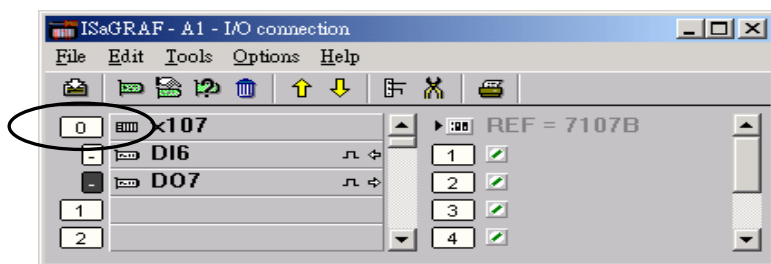 ISaGRAF - A1 - I/O connection
File Edit Tools Options Help
0 x107 REF = 7107B
- DI6 1
- DO7 2
1 3
2 4